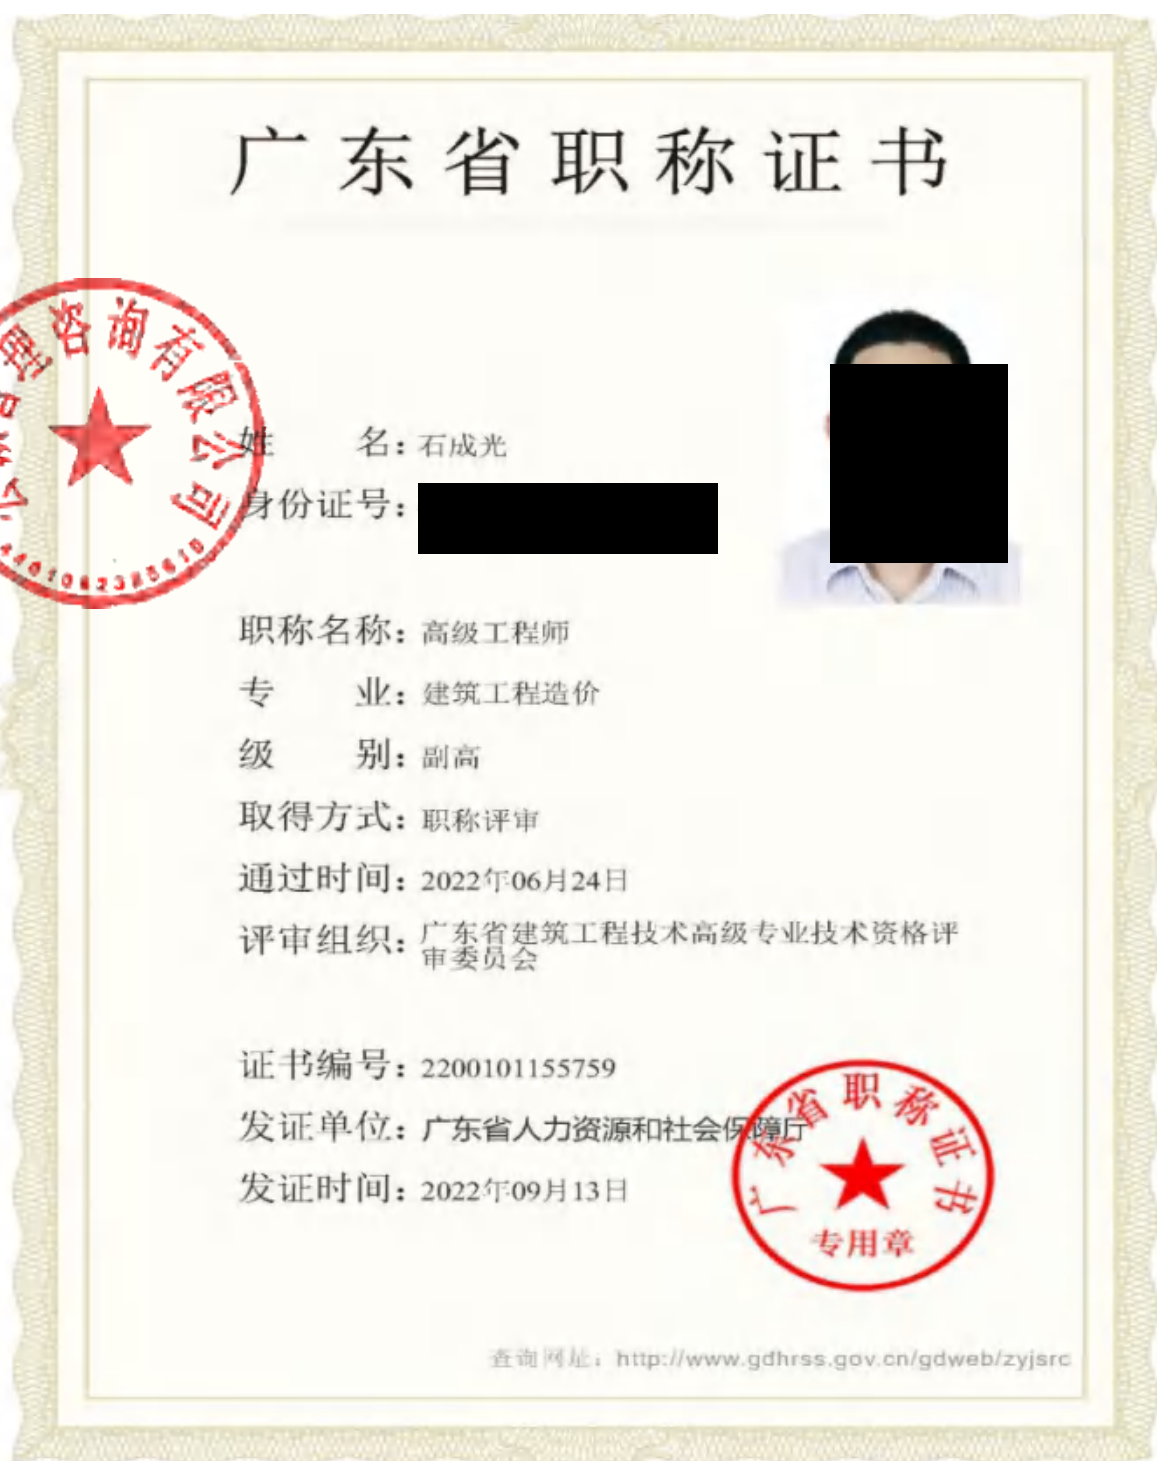 广东省职称证书
咨询有限公司
姓名：石成光
身份证号：
职称名称：高级工程师
专业：建筑工程造价
级别：副高
取得方式：职称评审
通过时间：2022年06月24日
评审组织：广东省建筑工程技术高级专业技术资格评
审委员会
证书编号：2200101155759
发证单位：广东省人力资源和社会保障厅
发证时间：2022年09月13日
广东省职称证书
专用章
查询网址：http://www.gdhrss.gov.cn/gdweb/zyjsrc